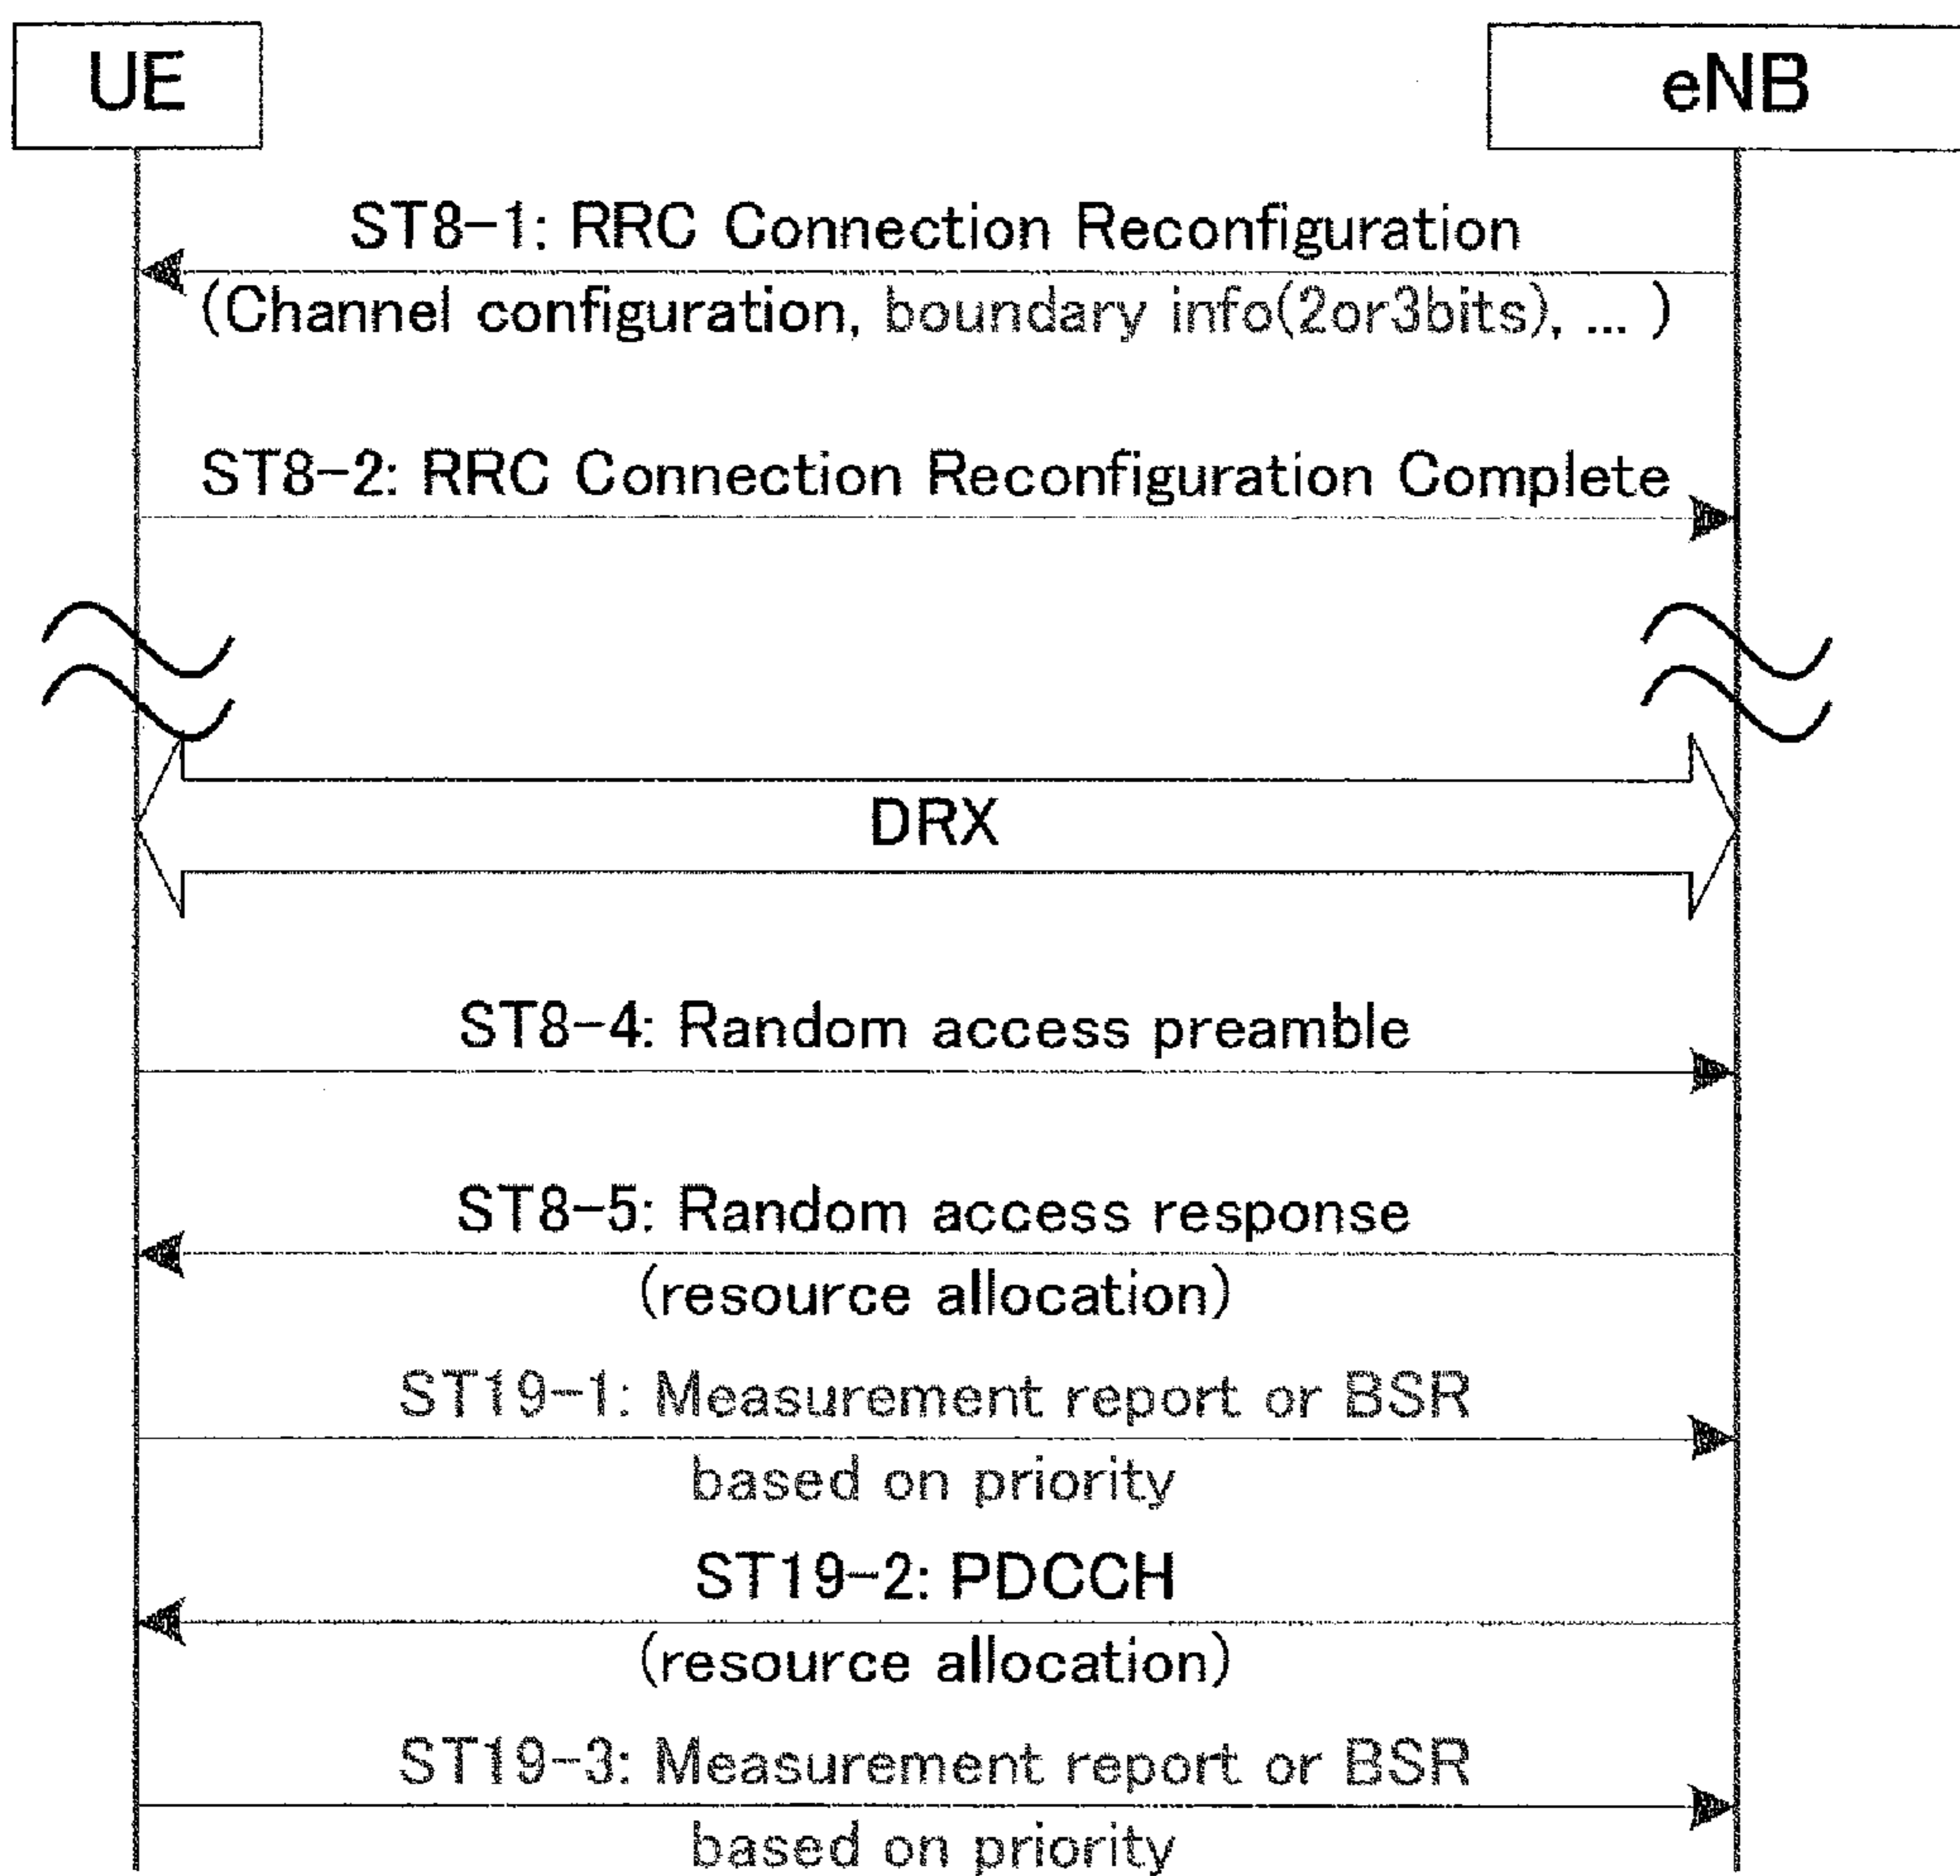 UE
eNB
ST8-1: RRC Connection Reconfiguration
(Channel configuration, boundary info(2or3bits), ... )
ST8-2: RRC Connection Reconfiguration Complete
DRX
ST8-4: Random access preamble
ST8-5: Random access response
(resource allocation)
ST19-1: Measurement report or BSR
based on priority
ST19-2: PDCCH
(resource allocation)
ST19-3: Measurement report or BSR
based on priority